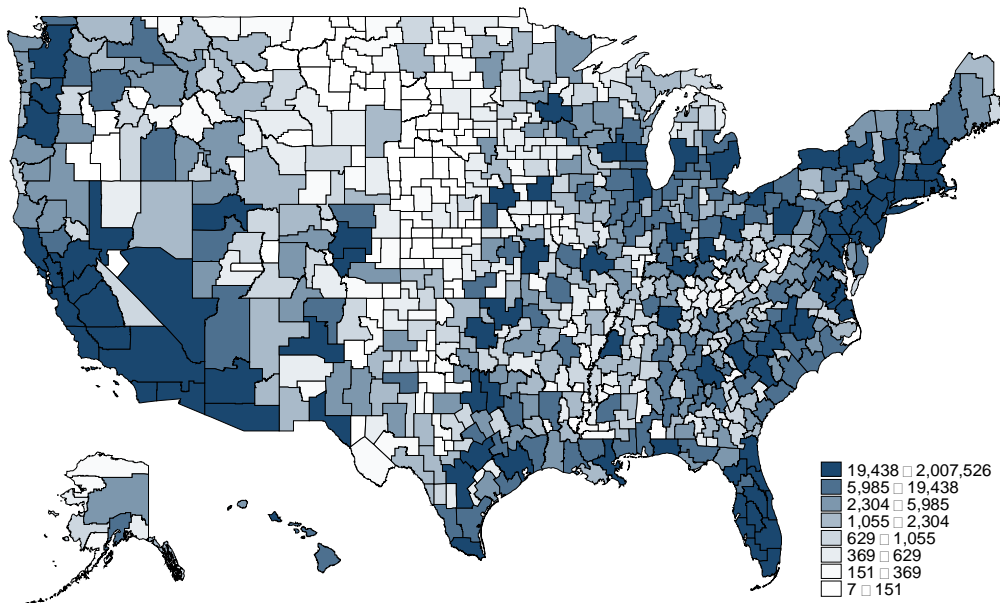 19,438 □ 2,007,526
5,985 □ 19,438
2,304 □ 5,985
1,055 □ 2,304
629 □ 1,055
369 □ 629
151 □ 369
7 □ 151